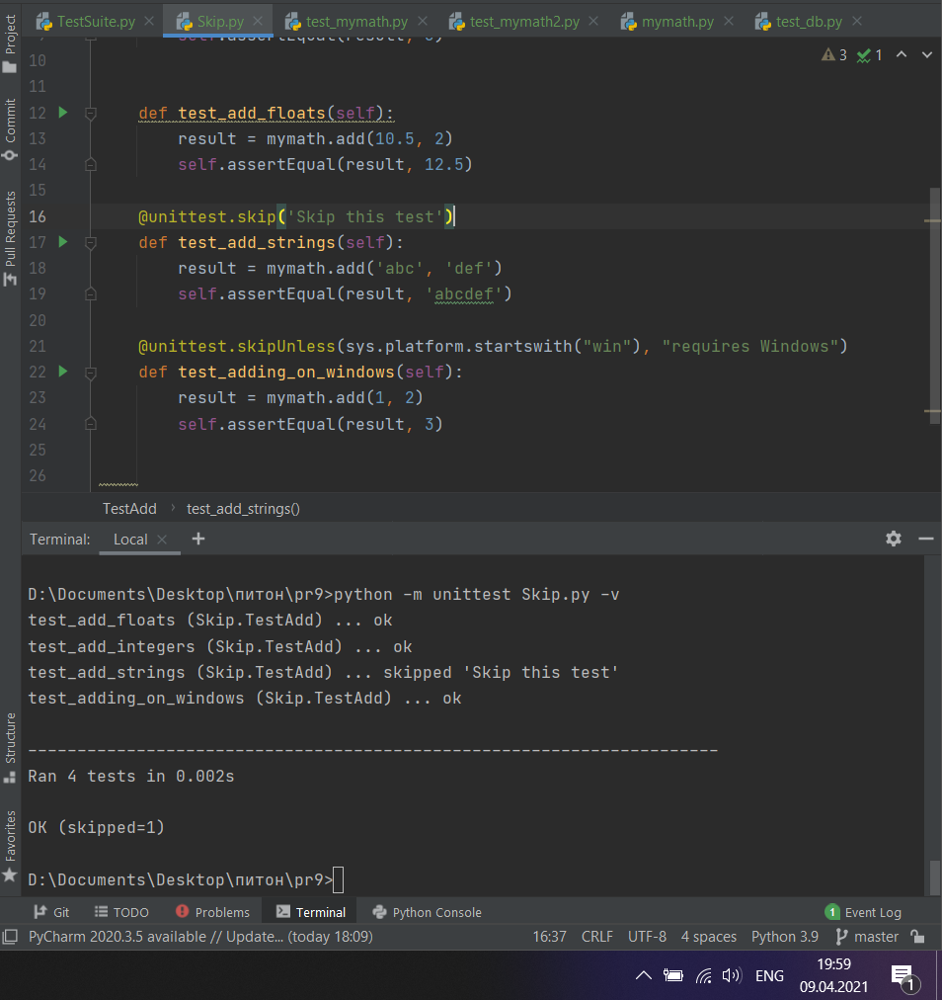 TestSuite.py Skip.py test_mymath.py test_mymath2.py mymath.py test_db.py
Project
Commit
Pull Requests
Structure
Favorites
3 1
10
11
12 def test_add_floats(self):
13 result = mymath.add(10.5, 2)
14 self.assertEqual(result, 12.5)
15
16 @unittest.skip('Skip this test')
17 def test_add_strings(self):
18 result = mymath.add('abc', 'def')
19 self.assertEqual(result, 'abcdef')
20
21 @unittest.skipUnless(sys.platform.startswith("win"), "requires Windows")
22 def test_adding_on_windows(self):
23 result = mymath.add(1, 2)
24 self.assertEqual(result, 3)
25
26
TestAdd › test_add_strings()
Terminal: Local +
D:\Documents\Desktop\питон\pr9>python -m unittest Skip.py -v
test_add_floats (Skip.TestAdd) ... ok
test_add_integers (Skip.TestAdd) ... ok
test_add_strings (Skip.TestAdd) ... skipped 'Skip this test'
test_adding_on_windows (Skip.TestAdd) ... ok
----------------------------------------------------------------------
Ran 4 tests in 0.002s
OK (skipped=1)
D:\Documents\Desktop\питон\pr9>
Git TODO Problems Terminal Python Console 1 Event Log
PyCharm 2020.3.5 available // Update... (today 18:09) 16:37 CRLF UTF-8 4 spaces Python 3.9 master
19:59
ENG
09.04.2021
1